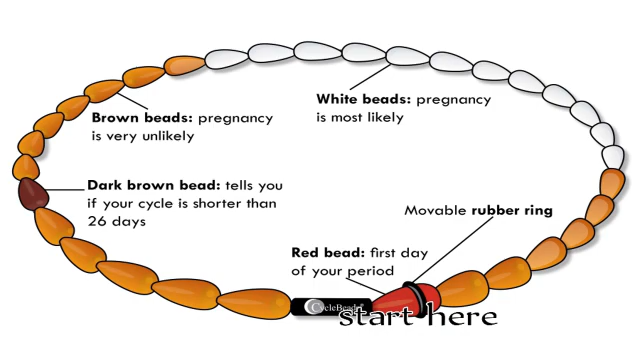 White beads: pregnancy
is most likely
Brown beads: pregnancy
is very unlikely
Dark brown bead: tells you
if your cycle is shorter than
26 days
Movable rubber ring
Red bead: first day
of your period
CycleBeads
start here